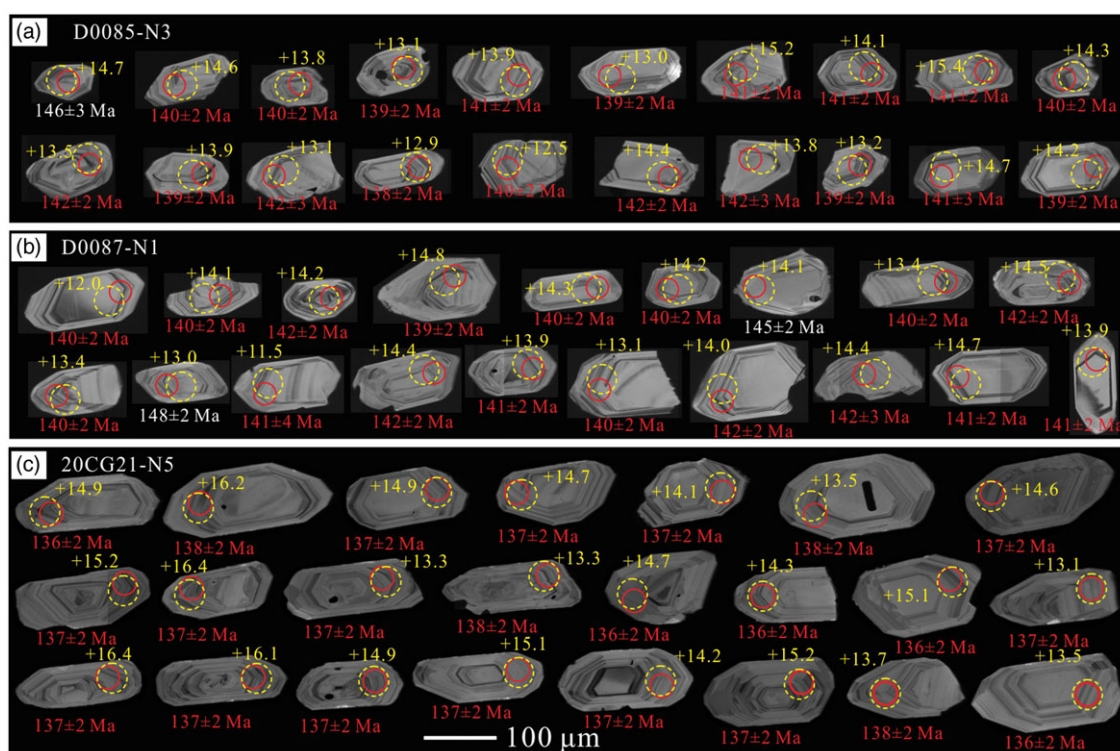 (a) D0085-N3
+14.7 +14.6 +13.8 +13.1 +13.9 +13.0 +15.2 +14.1 +15.4 +14.3
146±3 Ma 140±2 Ma 140±2 Ma 139±2 Ma 141±2 Ma 139±2 Ma 141±2 Ma 141±2 Ma 141±2 Ma 140±2 Ma
+13.5 +13.9 +13.1 +12.9 +12.5 +14.4 +13.8 +13.2 +14.7 +14.2
142±2 Ma 139±2 Ma 142±3 Ma 138±2 Ma 140±2 Ma 142±2 Ma 142±3 Ma 139±2 Ma 141±3 Ma 139±2 Ma
(b) D0087-N1
+12.0 +14.1 +14.2 +14.8 +14.3 +14.2 +14.1 +13.4 +14.5
140±2 Ma 140±2 Ma 142±2 Ma 139±2 Ma 140±2 Ma 140±2 Ma 145±2 Ma 140±2 Ma 142±2 Ma
+13.4 +13.0 +11.5 +14.4 +13.9 +13.1 +14.0 +14.4 +14.7 +13.9
140±2 Ma 148±2 Ma 141±4 Ma 142±2 Ma 141±2 Ma 140±2 Ma 142±2 Ma 142±3 Ma 141±2 Ma 141±2 Ma
(c) 20CG21-N5
+14.9 +16.2 +14.9 +14.7 +14.1 +13.5 +14.6
136±2 Ma 138±2 Ma 137±2 Ma 137±2 Ma 137±2 Ma 138±2 Ma 137±2 Ma
+15.2 +16.4 +13.3 +13.3 +14.7 +14.3 +15.1 +13.1
137±2 Ma 137±2 Ma 137±2 Ma 138±2 Ma 136±2 Ma 136±2 Ma 136±2 Ma 137±2 Ma
+16.4 +16.1 +14.9 +15.1 +14.2 +15.2 +13.7 +13.5
137±2 Ma 137±2 Ma 137±2 Ma 137±2 Ma 137±2 Ma 137±2 Ma 138±2 Ma 136±2 Ma
100 µm